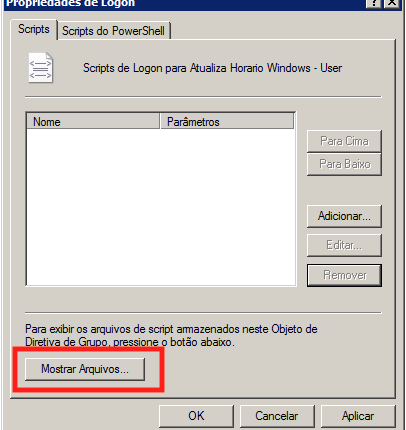 Propriedades de Logon
Scripts
Scripts do PowerShell
Scripts de Logon para Atualiza Horario Windows - User
Nome
Parâmetros
Para Cima
Para Baixo
Adicionar...
Editar...
Remover
Para exibir os arquivos de script armazenados neste Objeto de
Diretiva de Grupo, pressione o botão abaixo.
Mostrar Arquivos...
OK
Cancelar
Aplicar